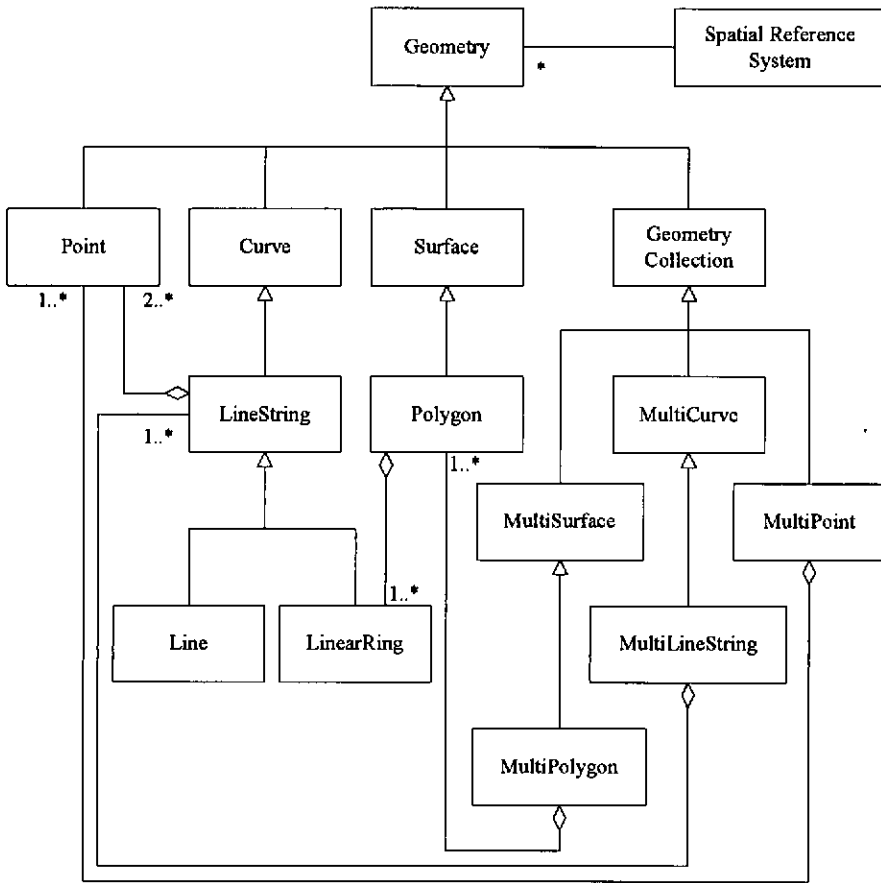 Geometry
*
Spatial Reference
System
Point
Curve
Surface
Geometry
Collection
1..*
2..*
LineString
Polygon
MultiCurve
1..*
1..*
MultiSurface
MultiPoint
1..*
Line
LinearRing
MultiLineString
MultiPolygon